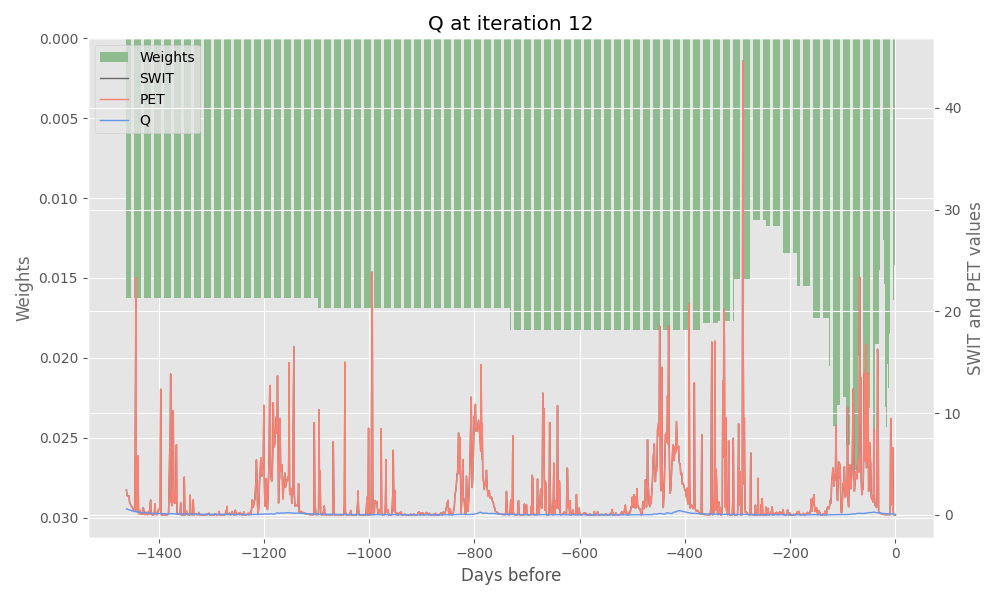 Q at iteration 12
Weights
SWIT
PET
Q
0.000
0.005
0.010
0.015
0.020
0.025
0.030
Weights
40
30
20
10
0
SWIT and PET values
−1400 −1200 −1000 −800 −600 −400 −200 0
Days before